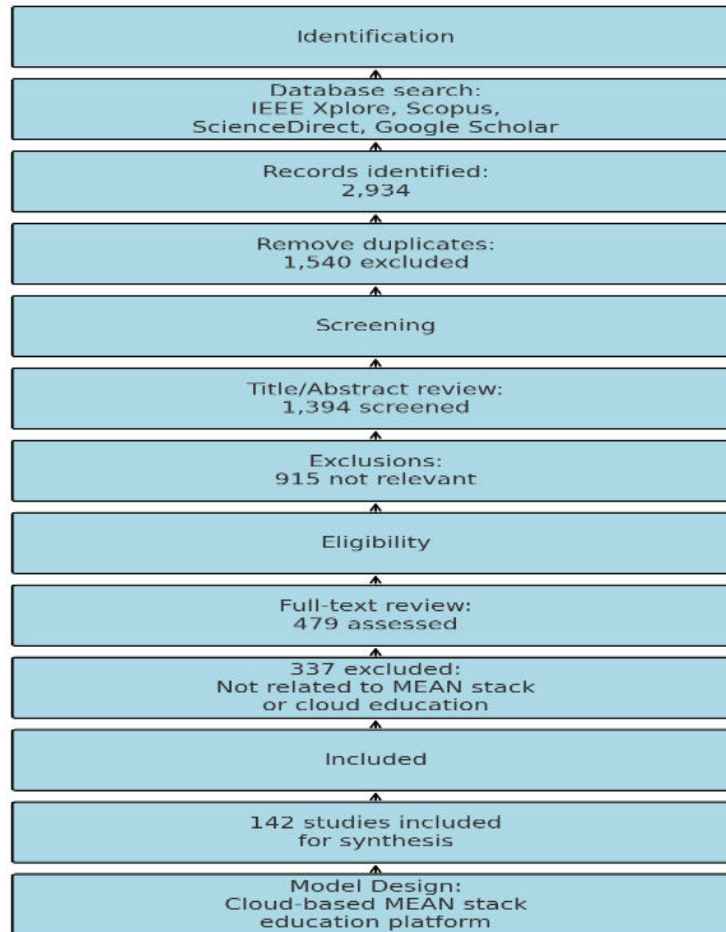 Identification
Database search:
IEEE Xplore, Scopus,
ScienceDirect, Google Scholar
Records identified:
2,934
Remove duplicates:
1,540 excluded
Screening
Title/Abstract review:
1,394 screened
Exclusions:
915 not relevant
Eligibility
Full-text review:
479 assessed
337 excluded:
Not related to MEAN stack
or cloud education
Included
142 studies included
for synthesis
Model Design:
Cloud-based MEAN stack
education platform